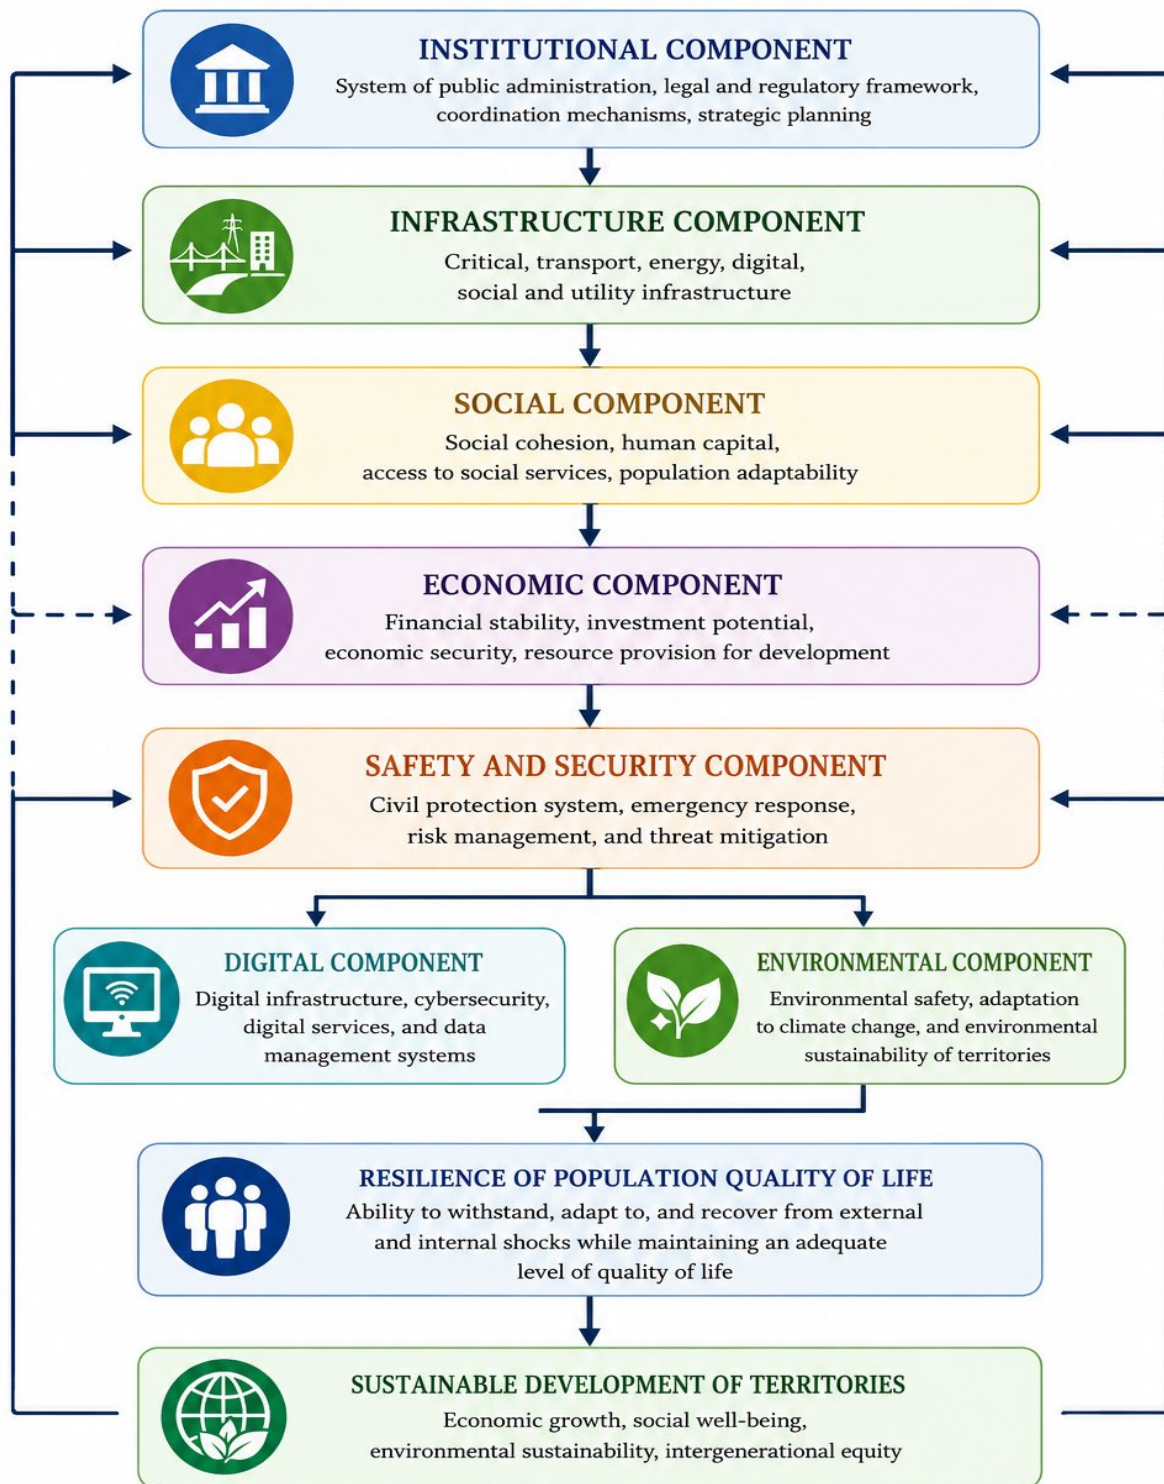 INSTITUTIONAL COMPONENT
System of public administration, legal and regulatory framework,
coordination mechanisms, strategic planning
INFRASTRUCTURE COMPONENT
Critical, transport, energy, digital,
social and utility infrastructure
SOCIAL COMPONENT
Social cohesion, human capital,
access to social services, population adaptability
ECONOMIC COMPONENT
Financial stability, investment potential,
economic security, resource provision for development
SAFETY AND SECURITY COMPONENT
Civil protection system, emergency response,
risk management, and threat mitigation
DIGITAL COMPONENT
Digital infrastructure, cybersecurity,
digital services, and data
management systems
ENVIRONMENTAL COMPONENT
Environmental safety, adaptation
to climate change, and environmental
sustainability of territories
RESILIENCE OF POPULATION QUALITY OF LIFE
Ability to withstand, adapt to, and recover from external
and internal shocks while maintaining an adequate
level of quality of life
SUSTAINABLE DEVELOPMENT OF TERRITORIES
Economic growth, social well-being,
environmental sustainability, intergenerational equity